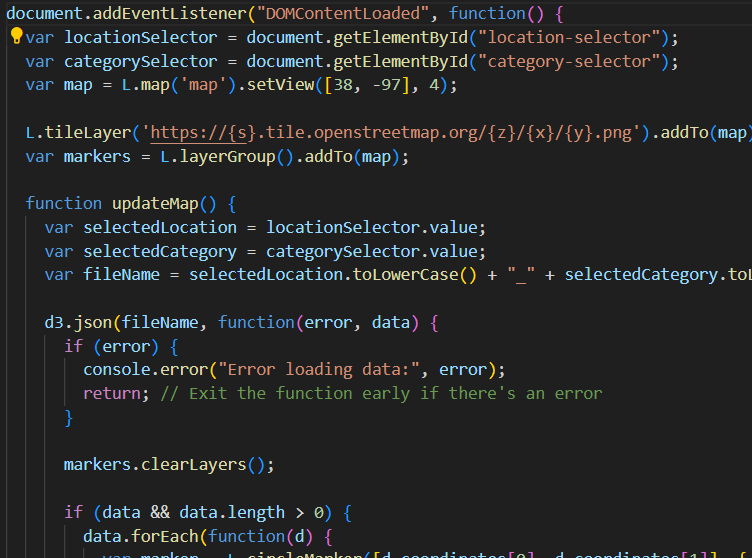 document.addEventListener("DOMContentLoaded", function() {
var locationSelector = document.getElementById("location-selector");
var categorySelector = document.getElementById("category-selector");
var map = L.map('map').setView([38, -97], 4);
L.tileLayer('https://{s}.tile.openstreetmap.org/{z}/{x}/{y}.png').addTo(map)
var markers = L.layerGroup().addTo(map);
function updateMap() {
var selectedLocation = locationSelector.value;
var selectedCategory = categorySelector.value;
var fileName = selectedLocation.toLowerCase() + "_" + selectedCategory.toL
d3.json(fileName, function(error, data) {
if (error) {
console.error("Error loading data:", error);
return; // Exit the function early if there's an error
}
markers.clearLayers();
if (data && data.length > 0) {
data.forEach(function(d) {
var marker = L.circleMarker([d.coordinates[0], d.coordinates[1]], {